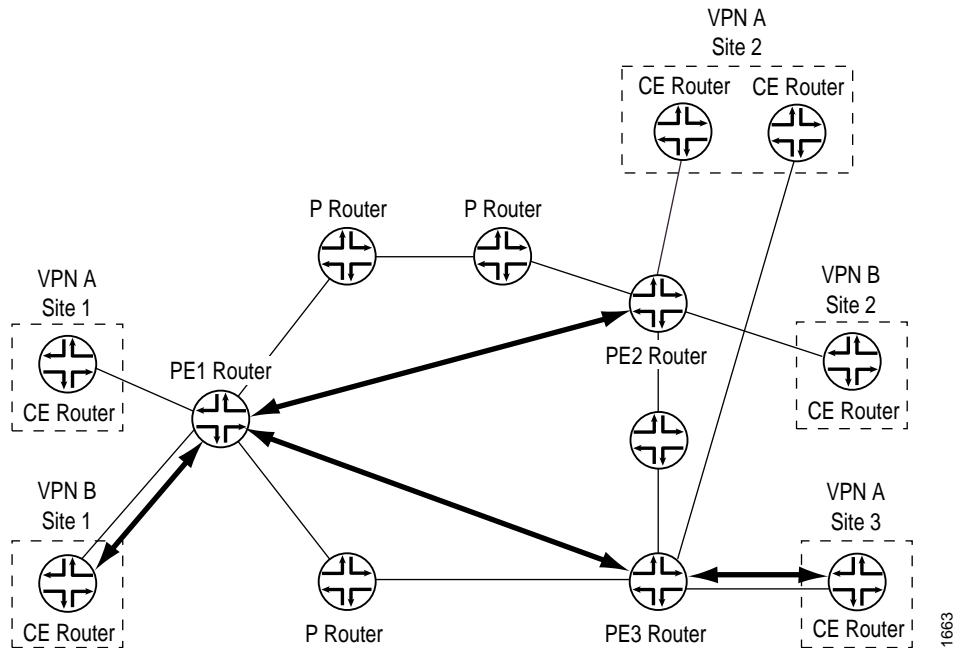 VPN A
Site 2
CE Router
CE Router
P Router
P Router
VPN A
Site 1
CE Router
PE1 Router
PE2 Router
VPN B
Site 2
CE Router
VPN B
Site 1
CE Router
P Router
PE3 Router
VPN A
Site 3
CE Router
1663